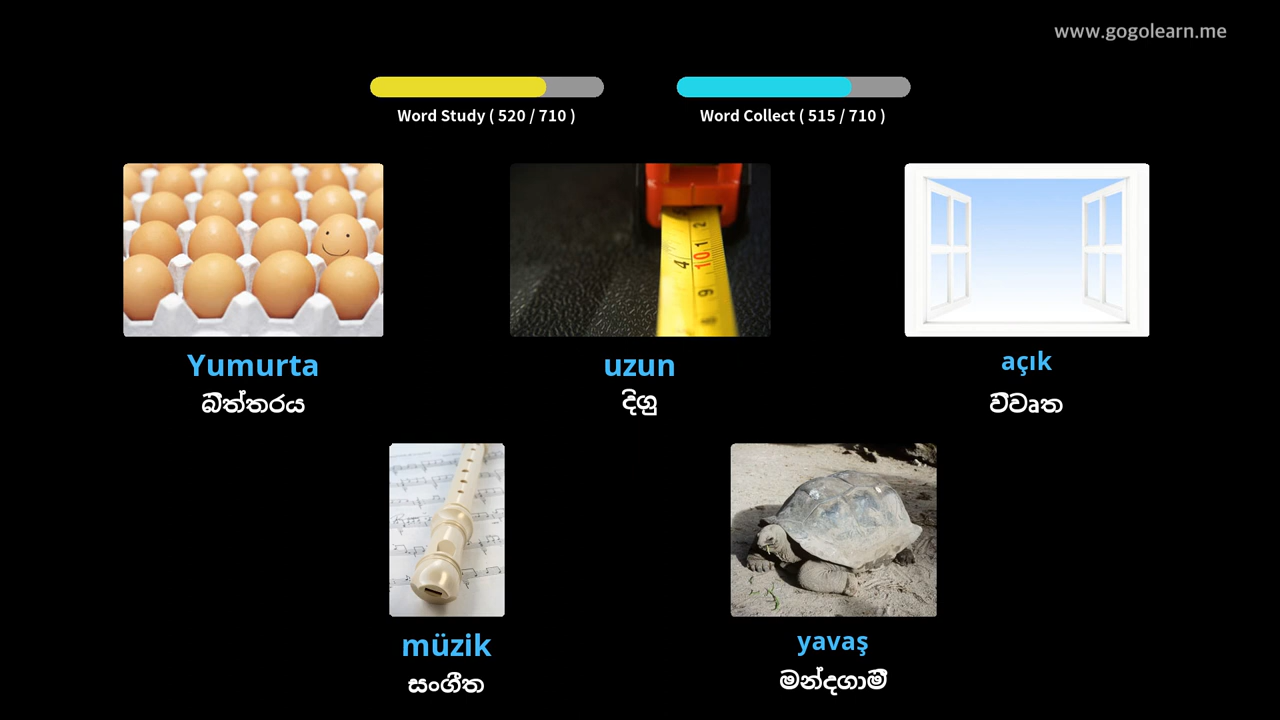 www.gogolearn.me
Word Study ( 520 / 710 )
Word Collect ( 515 / 710 )
Yumurta
බිත්තරය
uzun
දිගු
açık
විවෘත
müzik
සංගීත
yavaş
මන්දගාමී